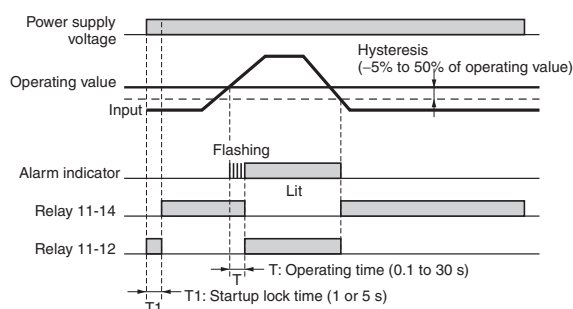 Power supply
voltage
Hysteresis
(–5% to 50% of operating value)
Operating value
Input
Flashing
Alarm indicator
Lit
Relay 11-14
Relay 11-12
T: Operating time (0.1 to 30 s)
T
T1: Startup lock time (1 or 5 s)
T1